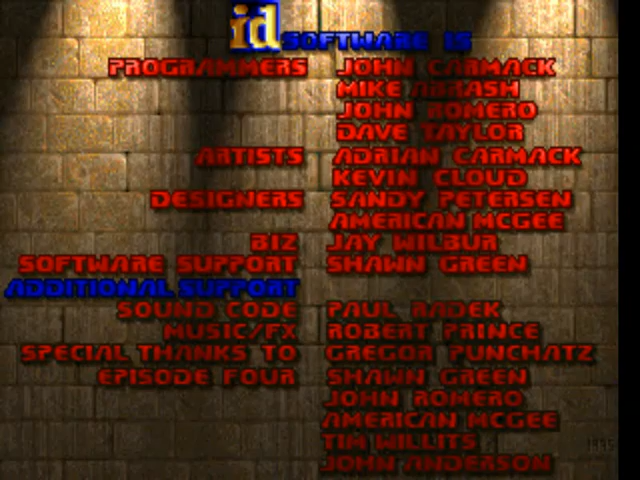 id SOFTWARE IS
PROGRAMMERS JOHN CARMACK
MIKE ABRASH
JOHN ROMERO
DAVE TAYLOR
ARTISTS ADRIAN CARMACK
KEVIN CLOUD
DESIGNERS SANDY PETERSEN
AMERICAN MCGEE
BIZ JAY WILBUR
SOFTWARE SUPPORT SHAWN GREEN
ADDITIONAL SUPPORT
SOUND CODE PAUL RADEK
MUSIC/FX ROBERT PRINCE
SPECIAL THANKS TO GREGOR PUNCHATZ
EPISODE FOUR SHAWN GREEN
JOHN ROMERO
AMERICAN MCGEE
TIM WILLITS
1995
JOHN ANDERSON